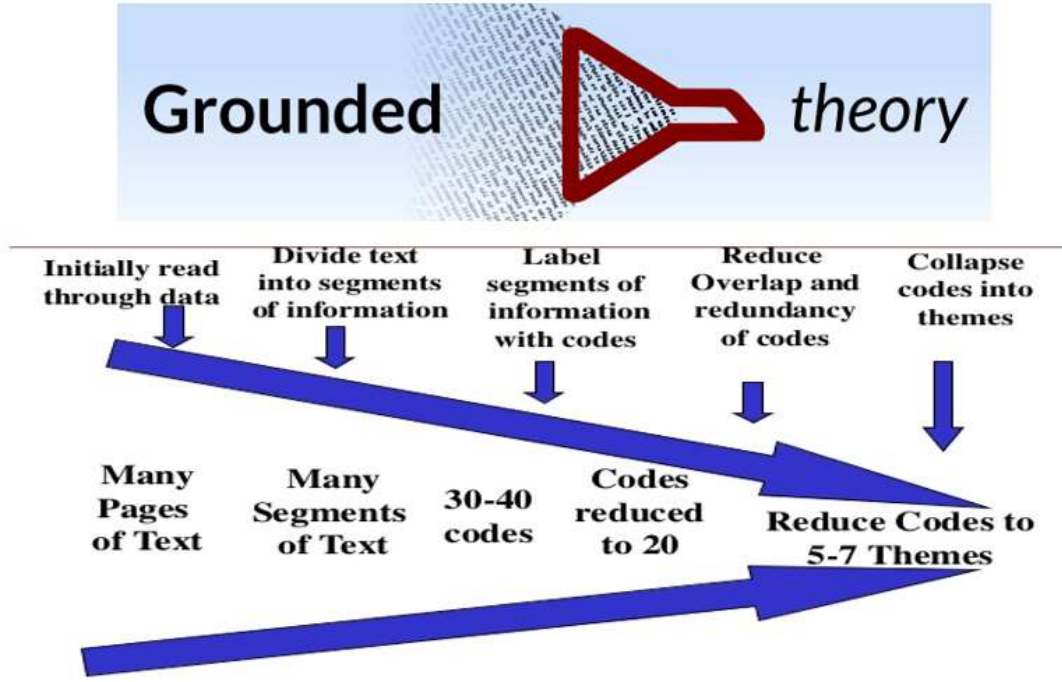 Grounded theory
Initially read
through data
Divide text
into segments
of information
Label
segments of
information
with codes
Reduce
Overlap and
redundancy
of codes
Collapse
codes into
themes
Many
Pages
of Text
Many
Segments
of Text
30-40
codes
Codes
reduced
to 20
Reduce Codes to
5-7 Themes